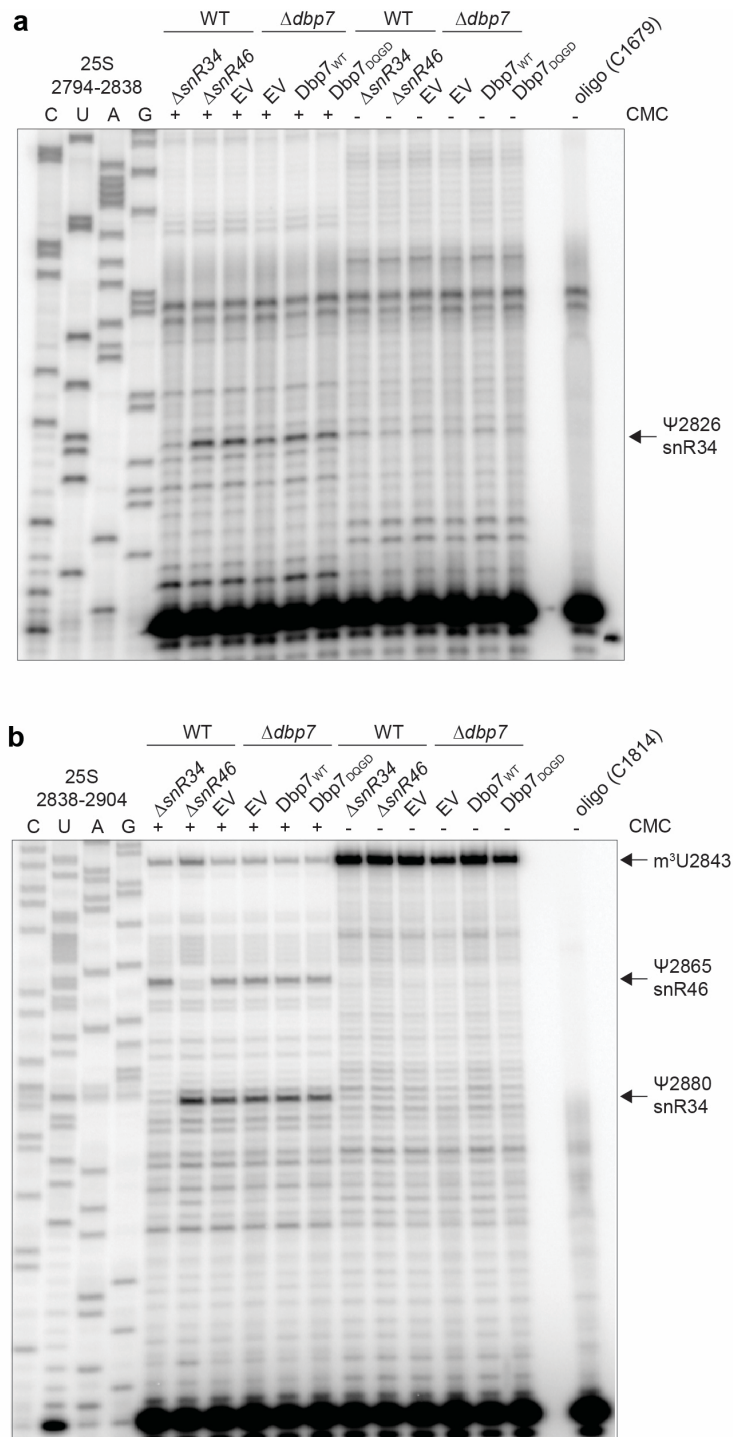 a
WT Δdbp7 WT Δdbp7
25S
2794-2838
ΔsnR34 ΔsnR46 EV EV Dbp7WT Dbp7DQGD ΔsnR34 ΔsnR46 EV EV Dbp7WT Dbp7DQGD oligo (C1679)
C U A G + + + + + + - - - - - - - CMC
Ψ2826
snR34
b
WT Δdbp7 WT Δdbp7
25S
2838-2904
ΔsnR34 ΔsnR46 EV EV Dbp7WT Dbp7DQGD ΔsnR34 ΔsnR46 EV EV Dbp7WT Dbp7DQGD oligo (C1814)
C U A G + + + + + + - - - - - - - CMC
m³U2843
Ψ2865
snR46
Ψ2880
snR34